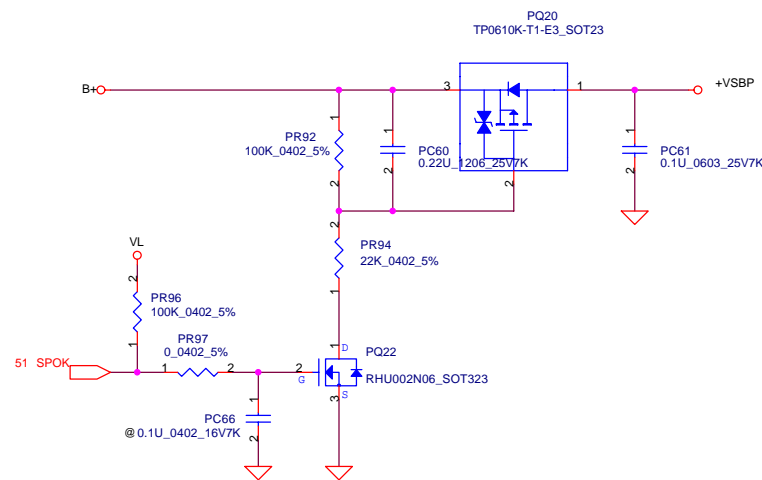 PQ20
TP0610K-T1-E3_SOT23
B+
3
1
+VSBP
1
PR92
100K_0402_5%
2
1
PC60
0.22U_1206_25V7K
2
2
1
PC61
0.1U_0603_25V7K
2
2
PR94
22K_0402_5%
1
VL
2
PR96
100K_0402_5%
1
51 SPOK
PR97
0_0402_5%
1
2
2
G
1
D
PQ22
RHU002N06_SOT323
S
3
1
PC66
@0.1U_0402_16V7K
2